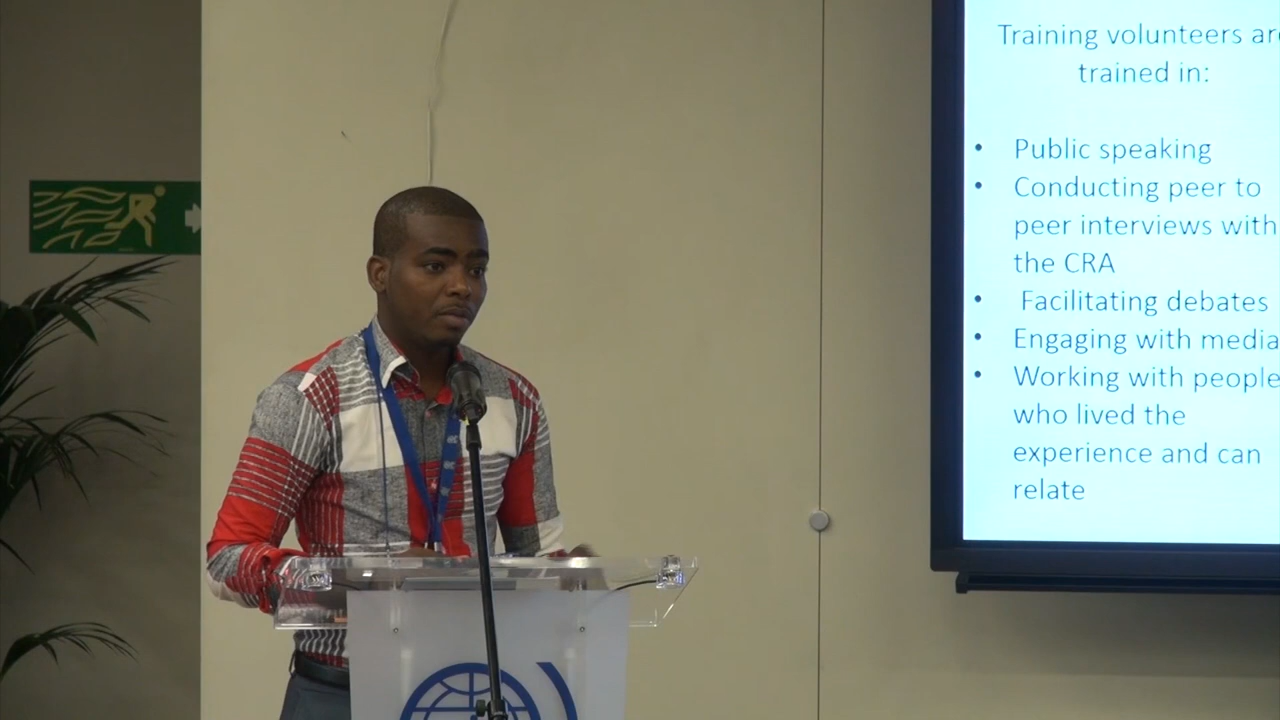 Training volunteers are
trained in:
• Public speaking
• Conducting peer to
peer interviews with
the CRA
• Facilitating debates
• Engaging with media
• Working with people
who lived the
experience and can
relate